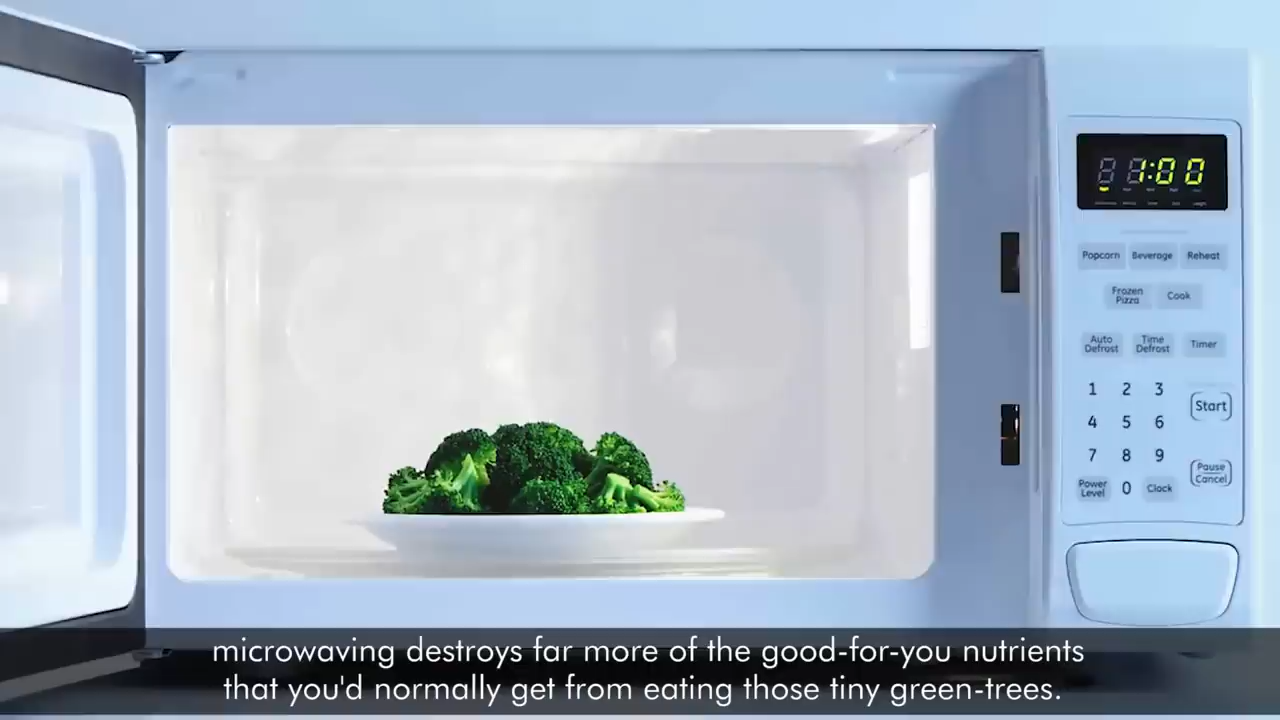 1:00
Popcorn Beverage Reheat
Frozen Pizza Cook
Auto Defrost Time Defrost Timer
1 2 3
Start
4 5 6
7 8 9
Pause Cancel
Power Level 0 Clock
microwaving destroys far more of the good-for-you nutrients
that you'd normally get from eating those tiny green-trees.